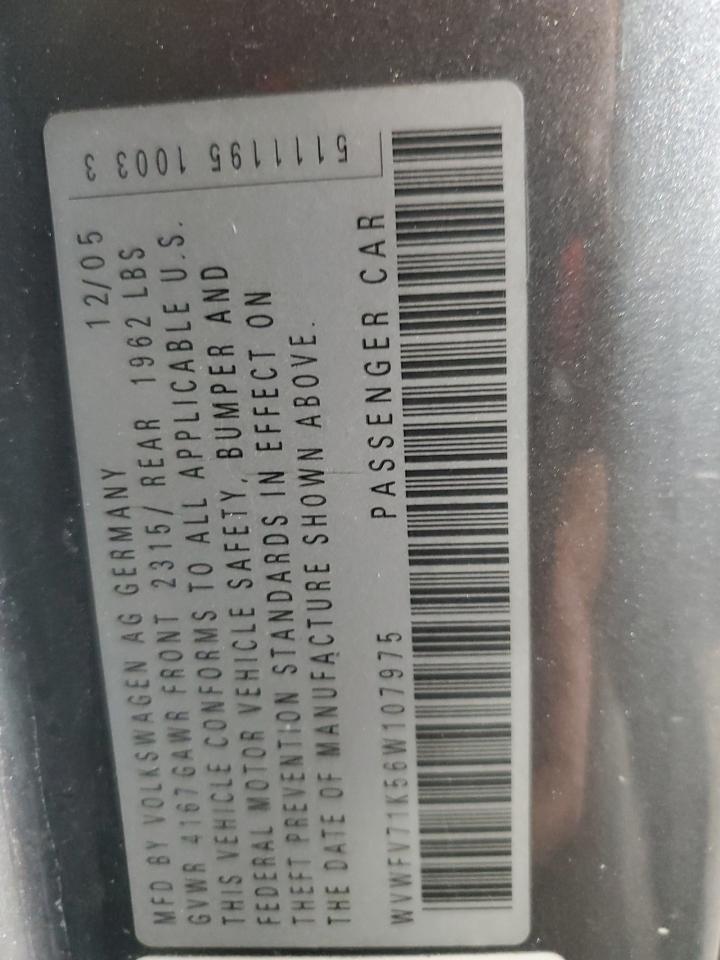 MFD BY VOLKSWAGEN AG GERMANY 12/05
GVWR 4167GAWR FRONT 2315/ REAR 1962 LBS
THIS VEHICLE CONFORMS TO ALL APPLICABLE U.S.
FEDERAL MOTOR VEHICLE SAFETY, BUMPER AND
THEFT PREVENTION STANDARDS IN EFFECT ON
THE DATE OF MANUFACTURE SHOWN ABOVE.
WVWFV71K56W107975 PASSENGER CAR
5111195 1003 3